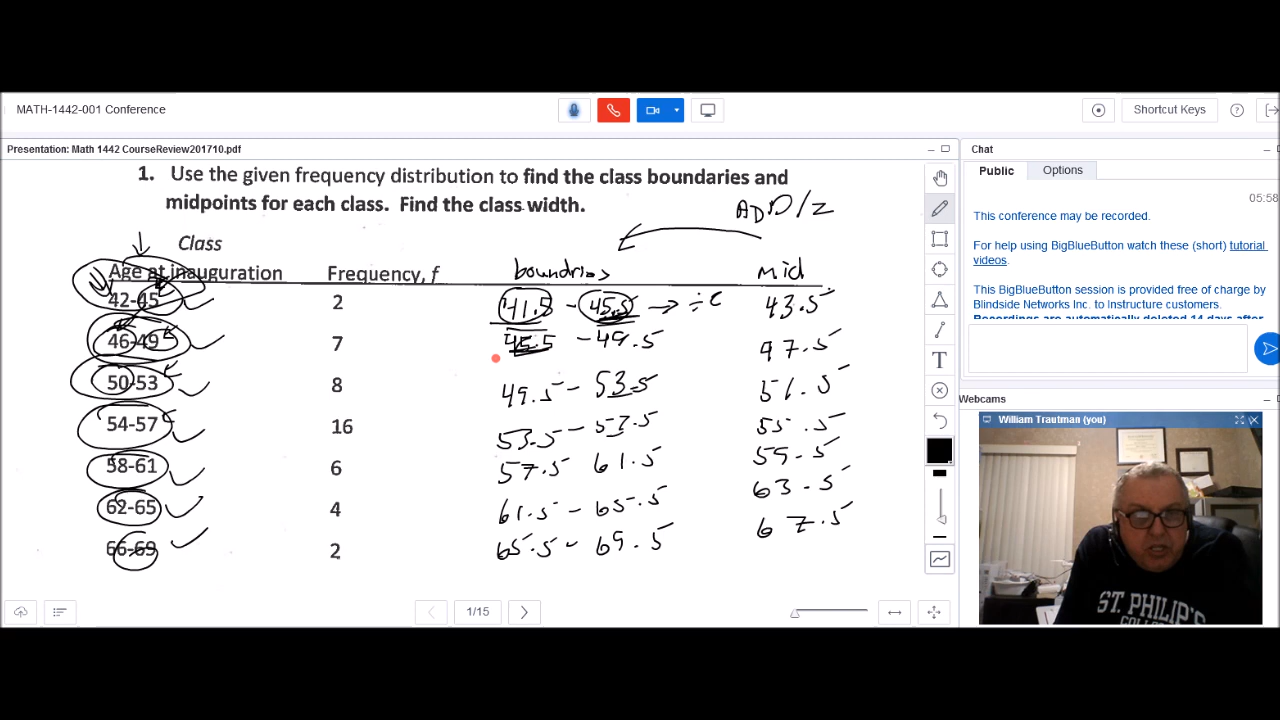 MATH-1442-001 Conference
Shortcut Keys
Presentation: Math 1442 CourseReview201710.pdf
1. Use the given frequency distribution to find the class boundaries and
midpoints for each class. Find the class width.
ADD/2
Class
Age at inauguration Frequency, f boundries mid
42-45 2 41.5 - 45.5 → ÷ 43.5
46-49 7 45.5 - 49.5 47.5
50-53 8 49.5 - 53.5 51.5
54-57 16 53.5 - 57.5 55.5
58-61 6 57.5 61.5 59.5
62-65 4 61.5 - 65.5 63.5
66-69 2 65.5 - 69.5 67.5
1/15
Chat
Public Options
05:58
This conference may be recorded.
For help using BigBlueButton watch these (short) tutorial
videos.
This BigBlueButton session is provided free of charge by
Blindside Networks Inc. to Instructure customers.
Recordings are automatically deleted 14 days after
Webcams
William Trautman (you)
ST. PHILIP'S